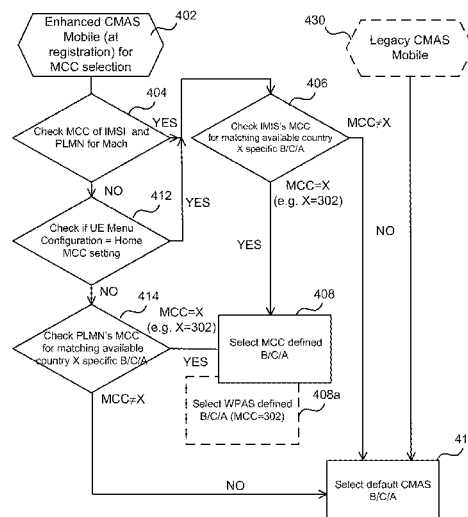 Enhanced CMAS
Mobile (at
registration) for
MCC selection
402
430
Legacy CMAS
Mobile
404
Check MCC of IMSI and
PLMN for Mach
YES
406
Check IMIS's MCC
for matching available country
X specific B/C/A
MCC≠X
NO
412
Check if UE Menu
Configuration = Home
MCC setting
YES
MCC=X
(e.g. X=302)
YES
NO
NO
414
Check PLMN's MCC
for matching available
country X specific B/C/A
MCC=X
(e.g. X=302)
YES
408
Select MCC defined
B/C/A
MCC≠X
Select WPAS defined
B/C/A (MCC=302)
408a
41
NO
Select default CMAS
B/C/A